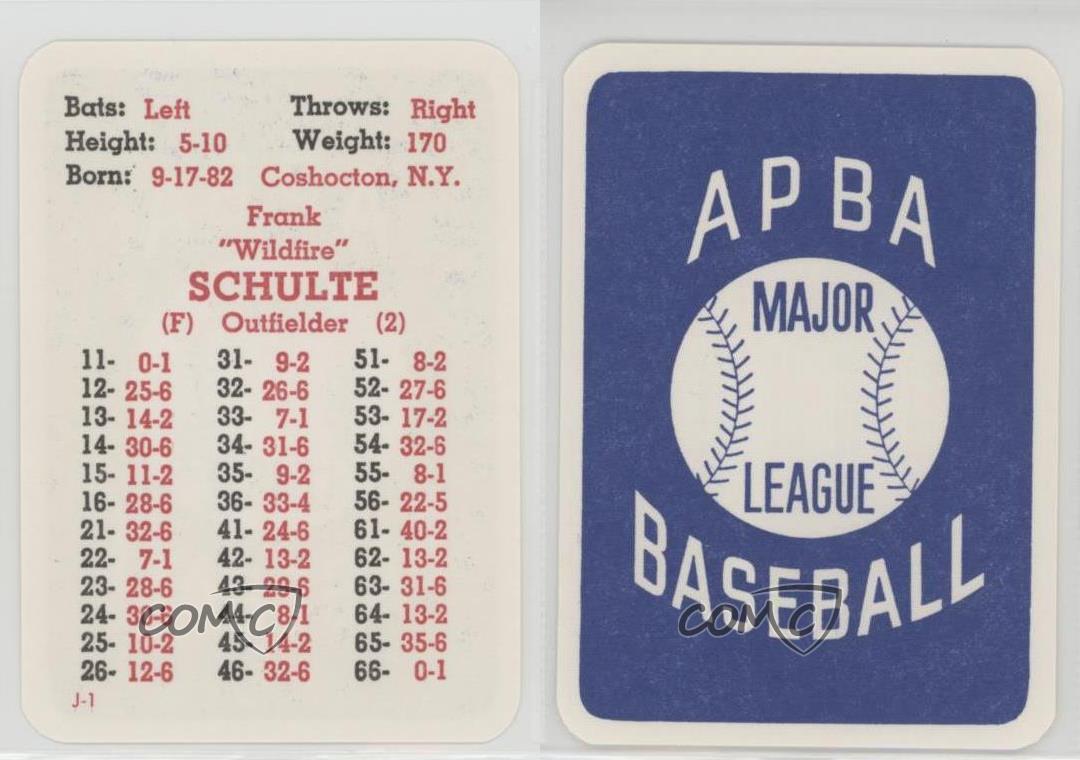 Bats: Left Throws: Right
Height: 5-10 Weight: 170
Born: 9-17-82 Coshocton, N.Y.
Frank
"Wildfire"
SCHULTE
(F) Outfielder (2)
11- 0-1 31- 9-2 51- 8-2
12- 25-6 32- 26-6 52- 27-6
13- 14-2 33- 7-1 53- 17-2
14- 30-6 34- 31-6 54- 32-6
15- 11-2 35- 9-2 55- 8-1
16- 28-6 36- 33-4 56- 22-5
21- 32-6 41- 24-6 61- 40-2
22- 7-1 42- 13-2 62- 13-2
23- 28-6 43- 29-6 63- 31-6
24- 44- 8-1 64- 13-2
25- 10-2 45- 14-2 65- 35-6
26- 12-6 46- 32-6 66- 0-1
J-1
COMC
APBA
MAJOR
LEAGUE
BASEBALL
COMC